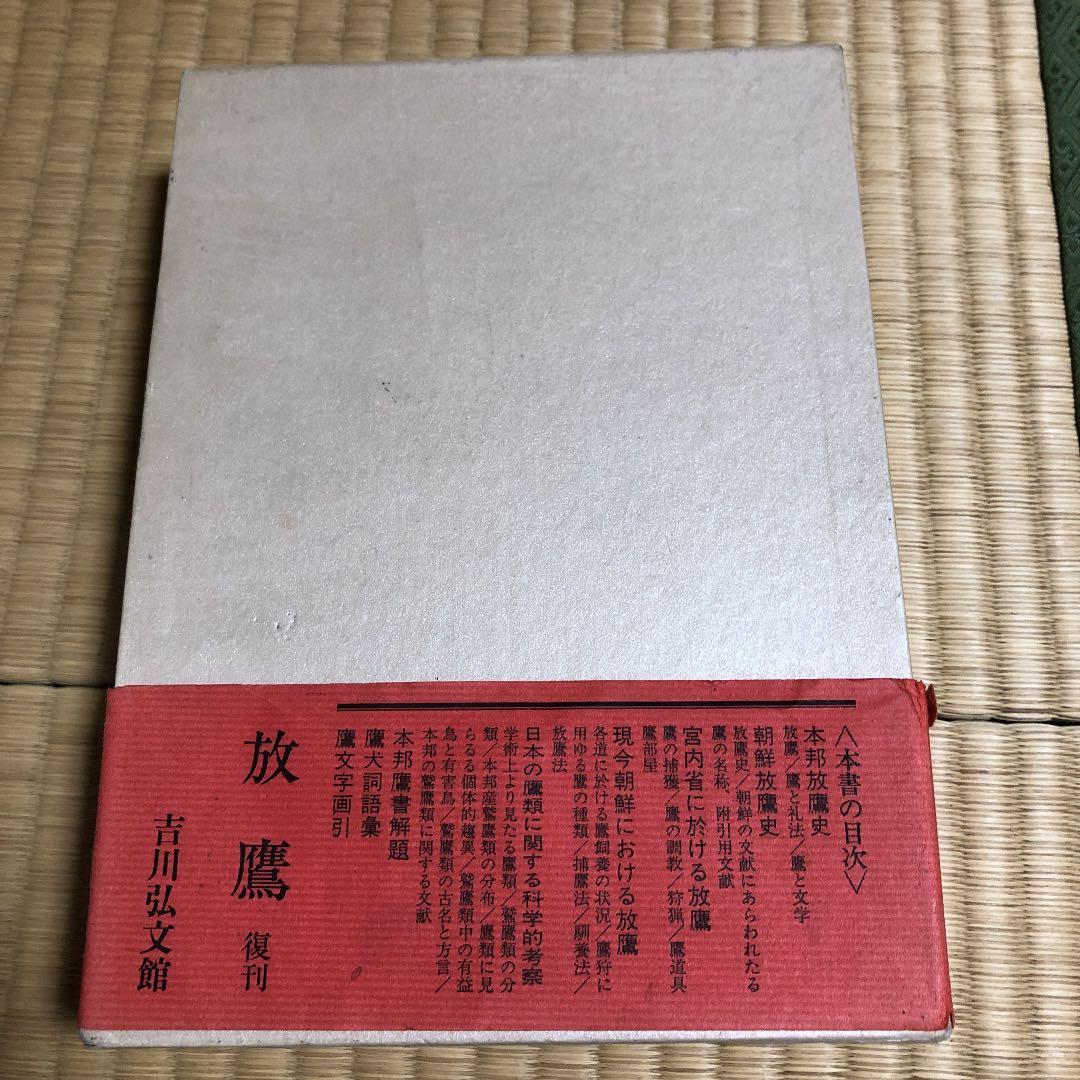 〈本書の目次〉
本邦放鷹史
放鷹/鷹と礼法/鷹と文学
朝鮮放鷹史
放鷹史/朝鮮の文献にあらわれたる
鷹の名称、附引用文献
宮内省に於ける放鷹
鷹の捕獲/鷹の調教/狩猟/鷹道具
鷹部屋
現今朝鮮における放鷹
各道に於ける鷹飼養の状況/鷹狩に
用ゆる鷹の種類/捕鷹法/馴養法/
放鷹法
日本の鷹類に関する科学的考察
学術上より見たる鷹類/鷲鷹類の分
類/本邦産鷲鷹類の分布/鷹類に見
らるる個体的趨異/鷲鷹類中の有益
鳥と有害鳥/鷲鷹類の古名と方言/
本邦の鷲鷹類に関する文献
本邦鷹書解題
鷹犬詞語彙
鷹文字画引
放鷹 復刊
吉川弘文館